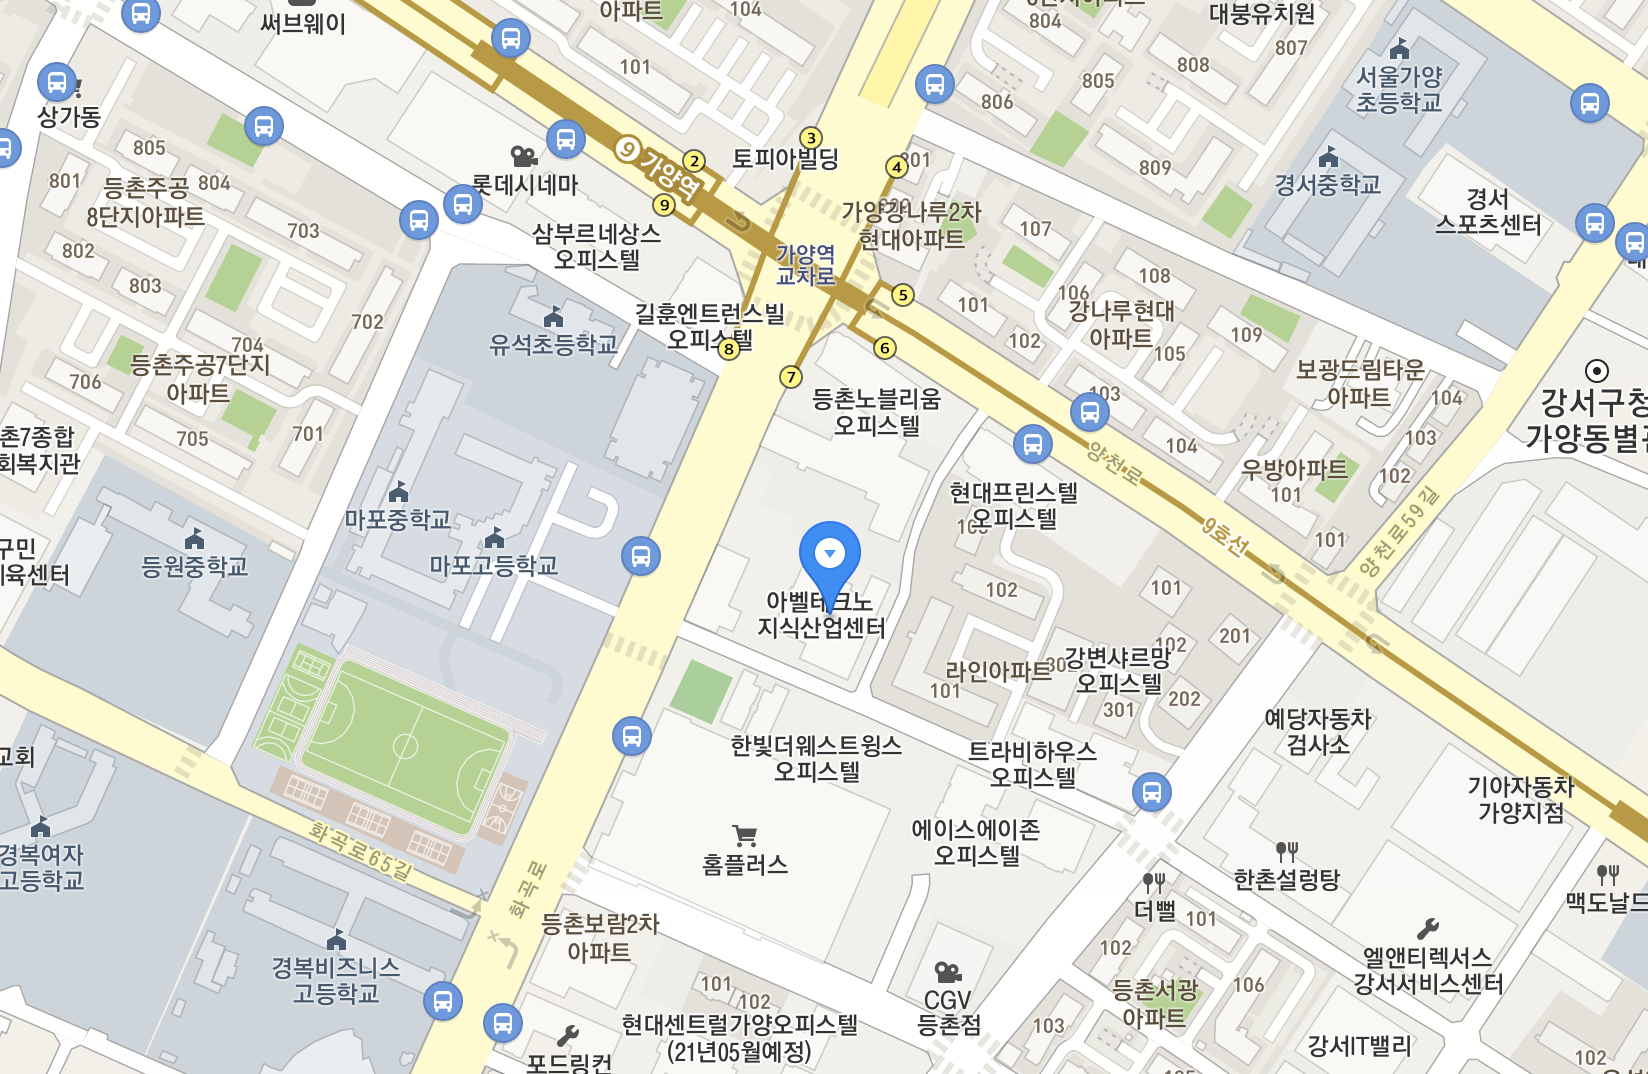 써브웨이
아파트
104
804
대붕유치원
807
101
808
805
806
서울가양
초등학교
상가동
805
801
등촌주공
804
8단지아파트
703
802
803
702
롯데시네마
9 가양역
2
9
3
4
토피아빌딩
801
삼부르네상스
오피스텔
가양강나루2차
현대아파트
가양역
교차로
809
경서중학교
경서
스포츠센터
107
108
106
101
102
강나루현대
아파트
105
109
103
104
5
6
7
8
유석초등학교
길훈엔트런스빌
오피스텔
704
등촌주공7단지
아파트
706
705
701
촌7종합
회복지관
등촌노블리움
오피스텔
보광드림타운
아파트
104
103
102
강서구청
가양동별관
우방아파트
101
101
양천로
9호선
양천로59길
현대프린스텔
오피스텔
마포중학교
마포고등학교
등원중학교
구민
아벨테크노
지식산업센터
102
101
201
102
202
301
101
라인아파트
강변샤르망
오피스텔
한빛더웨스트윙스
오피스텔
트라비하우스
오피스텔
예당자동차
검사소
기아자동차
가양지점
교회
경복여자
고등학교
화곡로65길
화곡로
홈플러스
에이스에이존
오피스텔
한촌설렁탕
더뻘
맥도날드
등촌보람2차
아파트
경복비즈니스
고등학교
101
102
현대센트럴가양오피스텔
(21년05월예정)
포드링컨
CGV
등촌점
101
102
103
106
등촌서광
아파트
엘앤티렉서스
강서서비스센터
강서IT밸리
102